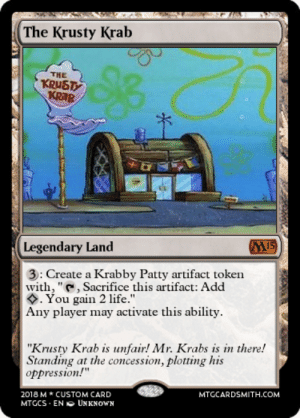 The Krusty Krab
THE
KRUSTY
KRAB
Legendary Land
M15
3: Create a Krabby Patty artifact token
with, " , Sacrifice this artifact: Add
. You gain 2 life."
Any player may activate this ability.
"Krusty Krab is unfair! Mr. Krabs is in there!
Standing at the concession, plotting his
oppression!"
2018 M * CUSTOM CARD
MTGCARDSMITH.COM
MTGCS · EN UNKNOWN